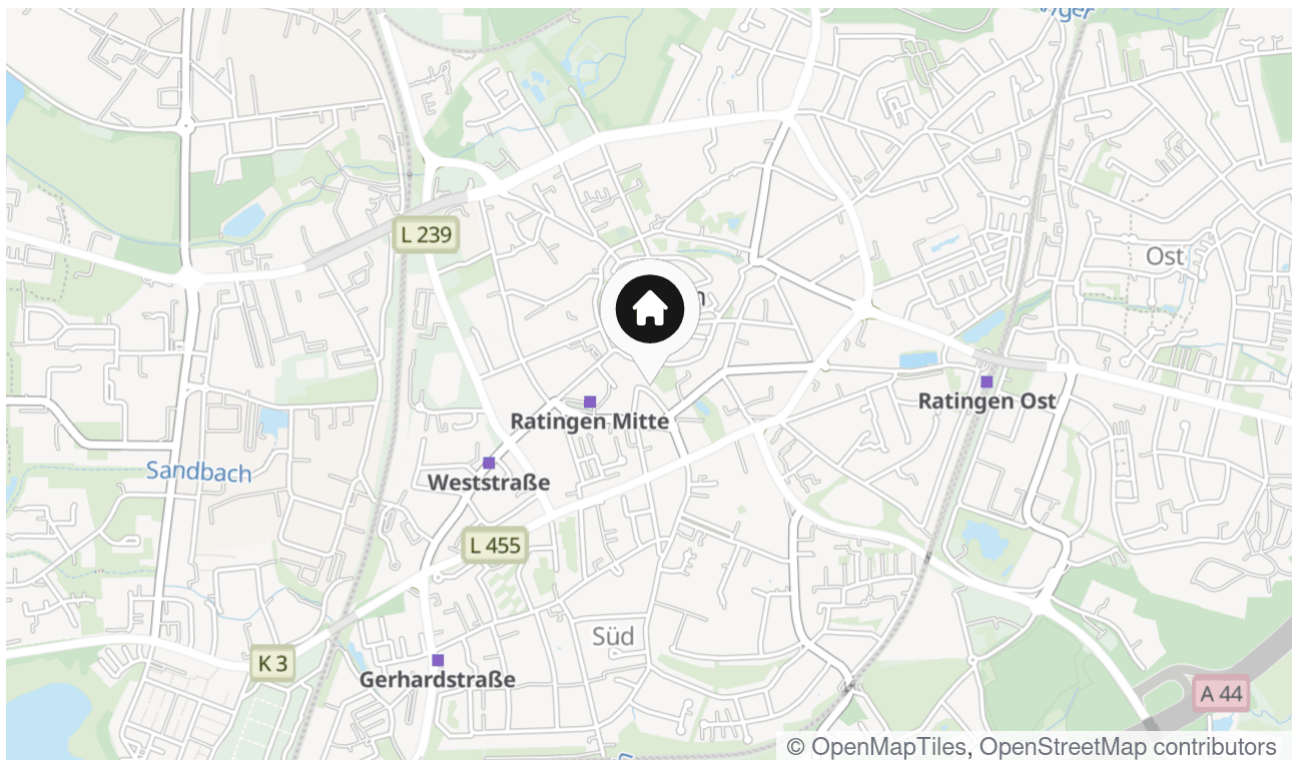 L 239
Ost
Ratingen Ost
Ratingen Mitte
Sandbach
Weststraße
L 455
Süd
K 3
Gerhardstraße
A 44
© OpenMapTiles, OpenStreetMap contributors